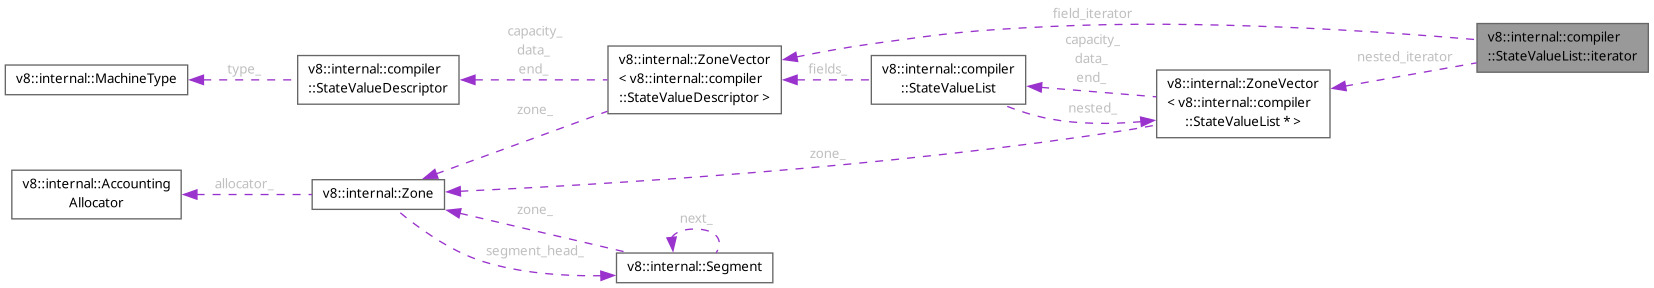 field_iterator
v8::internal::compiler
::StateValueList::iterator
nested_iterator
capacity_
data_
end_
v8::internal::ZoneVector
< v8::internal::compiler
::StateValueList * >
v8::internal::compiler
::StateValueList
nested_
fields_
v8::internal::ZoneVector
< v8::internal::compiler
::StateValueDescriptor >
capacity_
data_
end_
v8::internal::compiler
::StateValueDescriptor
type_
v8::internal::MachineType
zone_
zone_
v8::internal::Accounting
Allocator
allocator_
v8::internal::Zone
zone_
segment_head_
next_
v8::internal::Segment